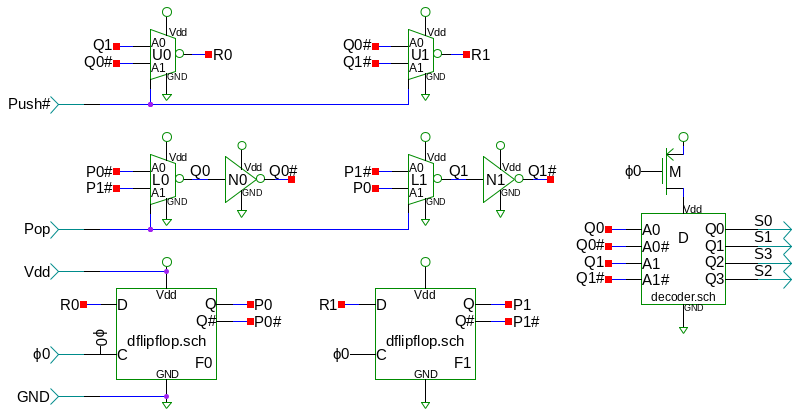 Vdd
Q1 A0 U0 R0
Q0# A1 GND
Vdd
Q0# A0 U1 R1
Q1# A1 GND
Push#
Vdd
P0# A0 L0 Q0
P1# A1 GND
Vdd
N0 Q0#
GND
Vdd
P1# A0 L1 Q1
P0 A1 GND
Vdd
N1 Q1#
GND
Pop
ϕ0 M
Vdd
D
Q0 A0 Q0 S0
Q0# A0# Q1 S1
Q1 A1 Q2 S3
Q1# A1# Q3 S2
decoder.sch
GND
Vdd
Vdd
R0 D Q P0
Q# P0#
dflipflop.sch
ϕ0
ϕ0 C F0
GND
GND
Vdd
R1 D Q P1
Q# P1#
dflipflop.sch
ϕ0 C F1
GND